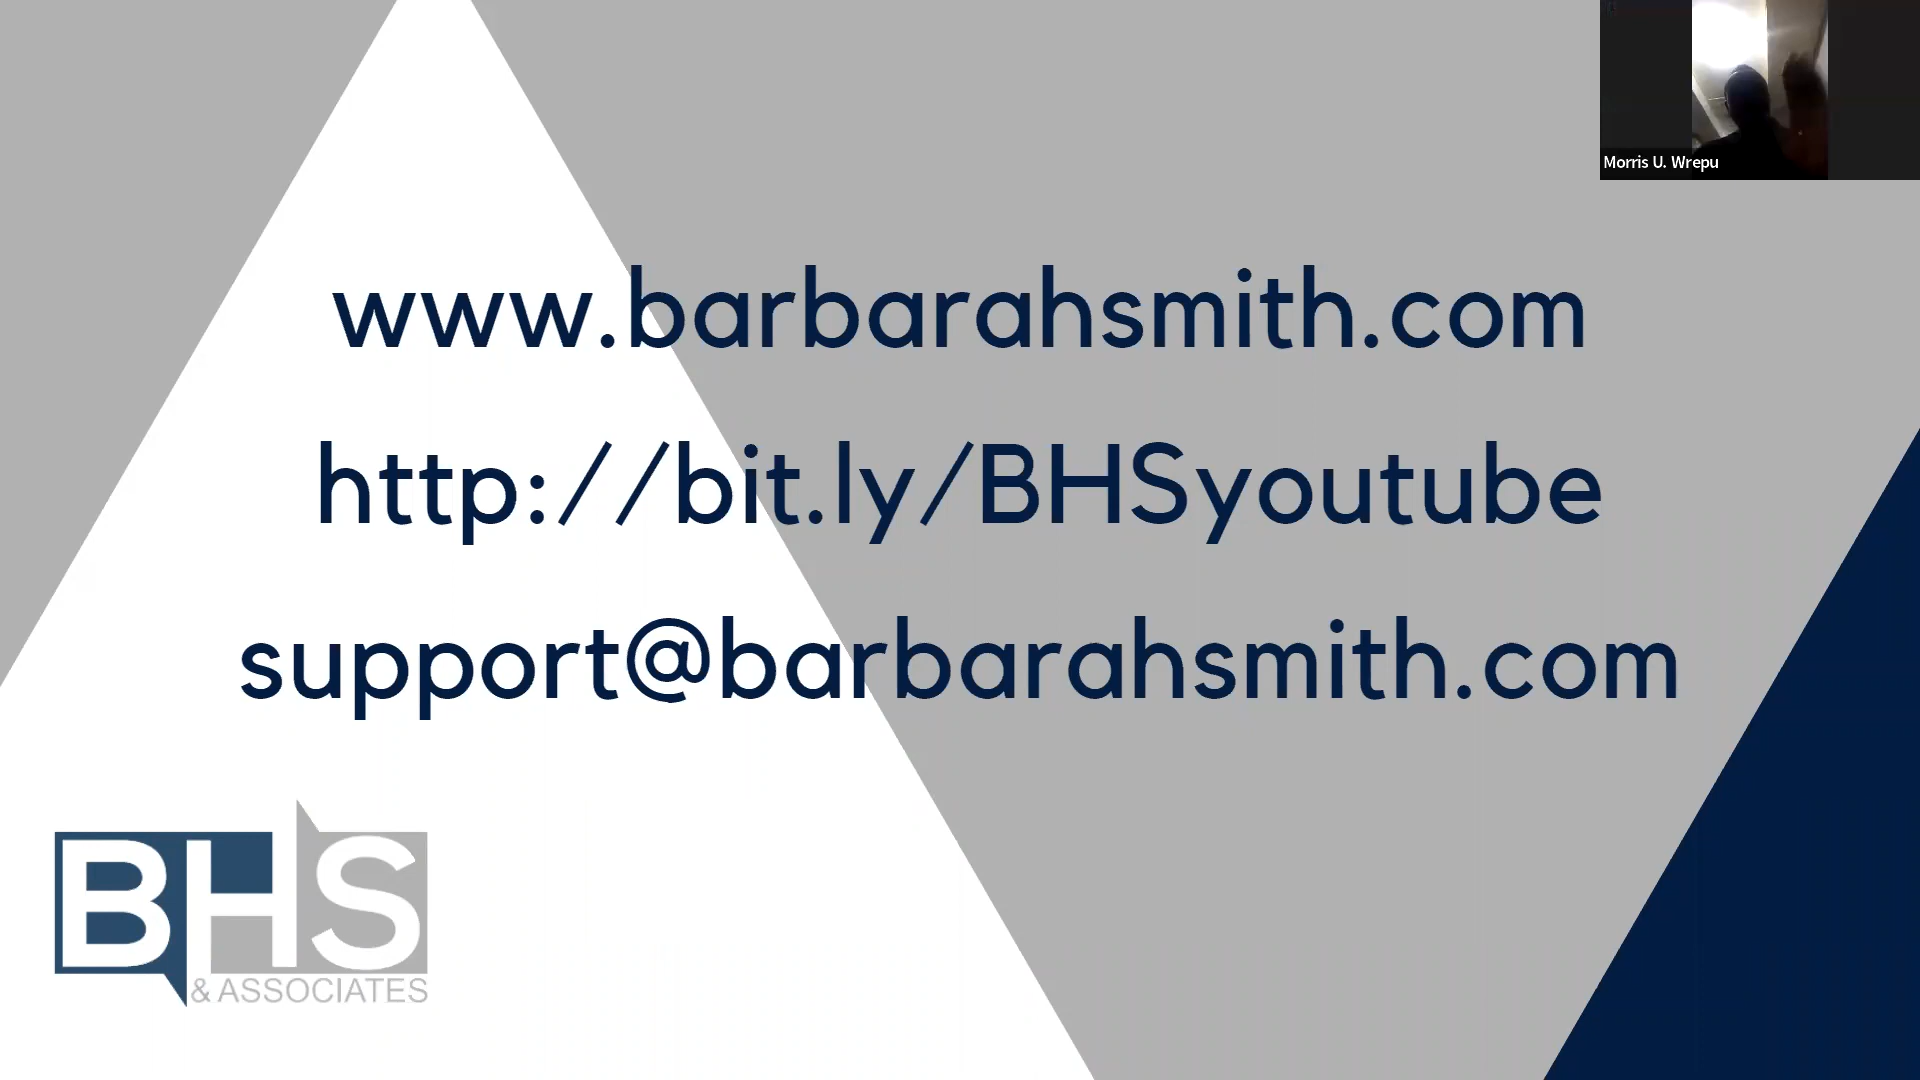 Morris U. Wrepu
www.barbarahsmith.com
http://bit.ly/BHSyoutube
support@barbarahsmith.com
BHS
& ASSOCIATES